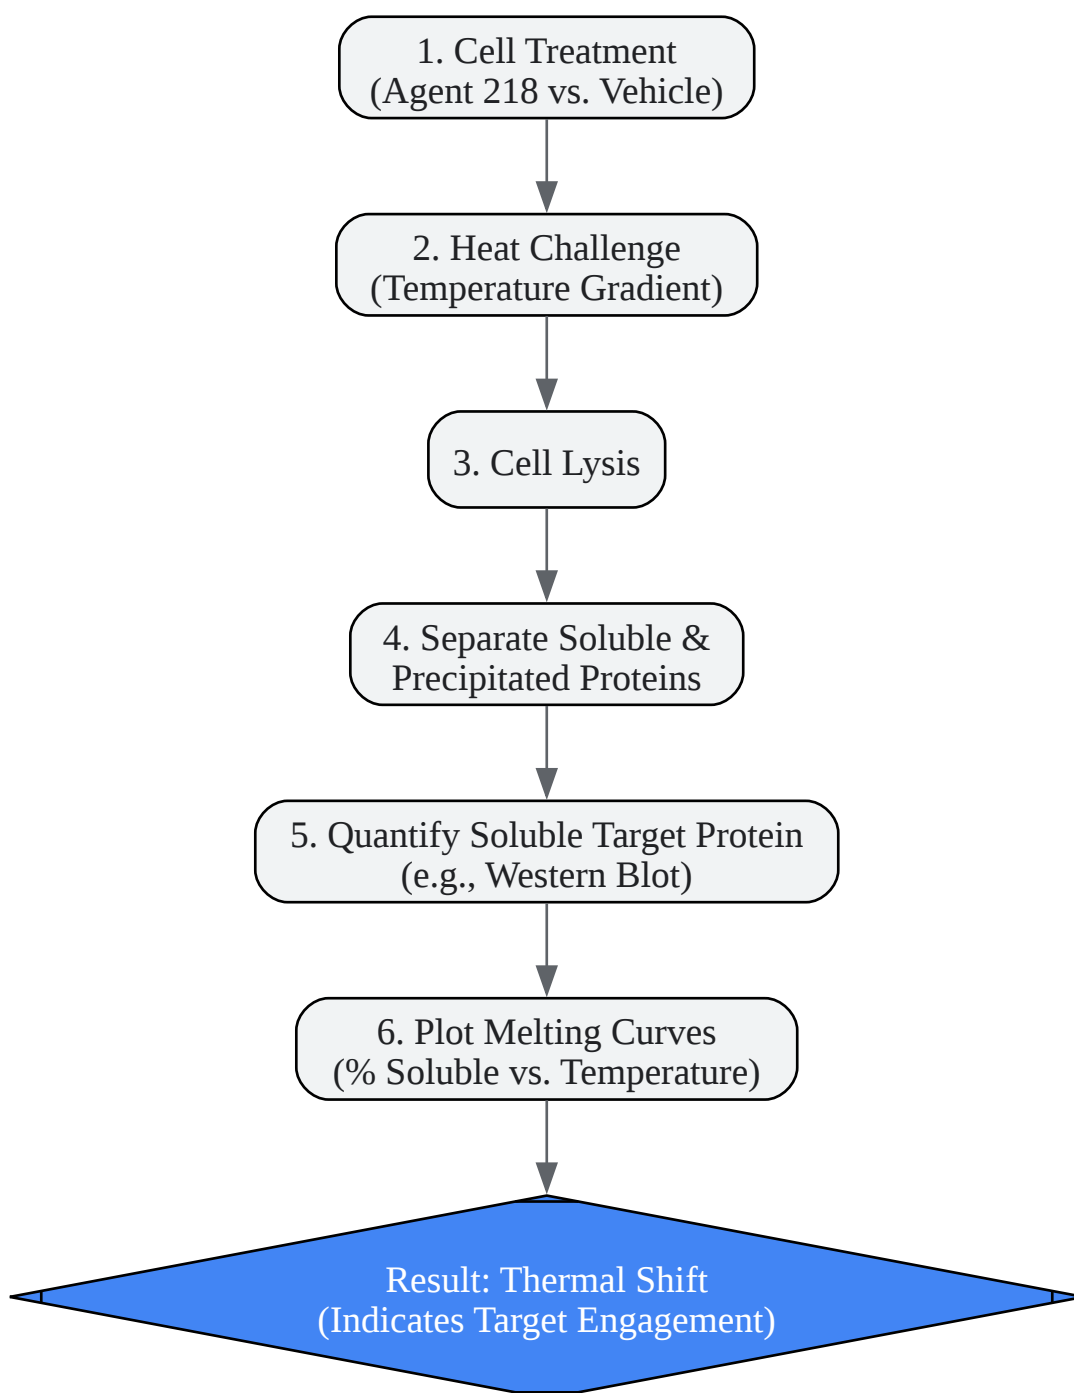 1. Cell Treatment
(Agent 218 vs. Vehicle)
2. Heat Challenge
(Temperature Gradient)
3. Cell Lysis
4. Separate Soluble &
Precipitated Proteins
5. Quantify Soluble Target Protein
(e.g., Western Blot)
6. Plot Melting Curves
(% Soluble vs. Temperature)
Result: Thermal Shift
(Indicates Target Engagement)